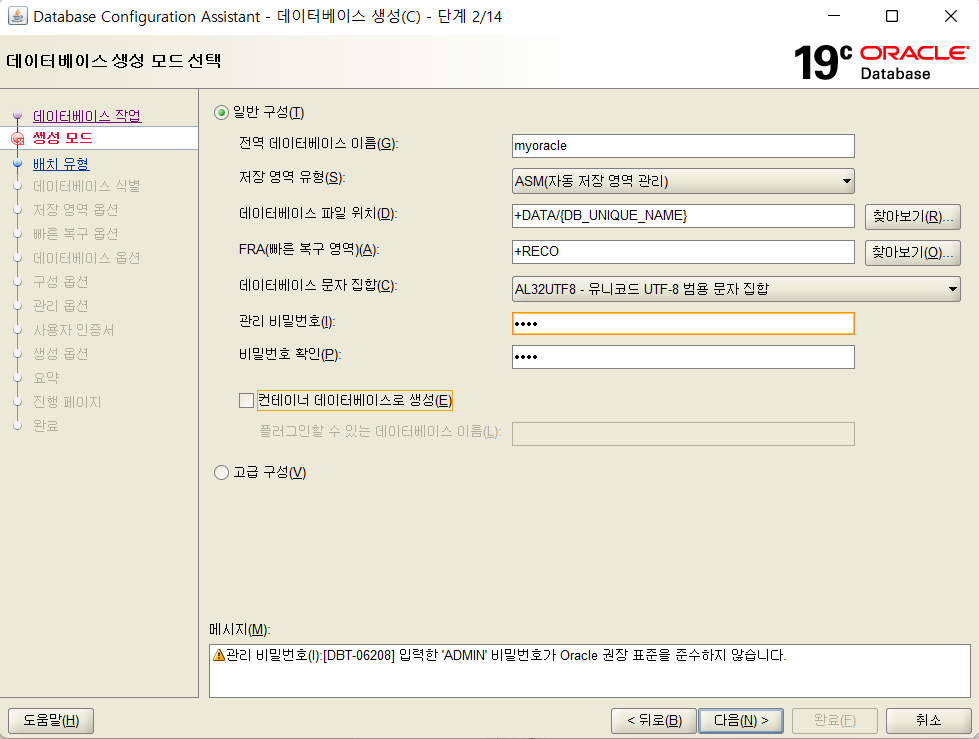 Database Configuration Assistant - 데이터베이스 생성(C) - 단계 2/14
데이터베이스 생성 모드 선택
19c ORACLE Database
데이터베이스 작업
생성 모드
배치 유형
데이터베이스 식별
저장 영역 옵션
빠른 복구 옵션
데이터베이스 옵션
구성 옵션
관리 옵션
사용자 인증서
생성 옵션
요약
진행 페이지
완료
일반 구성(T)
전역 데이터베이스 이름(G): myoracle
저장 영역 유형(S): ASM(자동 저장 영역 관리)
데이터베이스 파일 위치(D): +DATA/{DB_UNIQUE_NAME} 찾아보기(R)...
FRA(빠른 복구 영역)(A): +RECO 찾아보기(O)...
데이터베이스 문자 집합(C): AL32UTF8 - 유니코드 UTF-8 범용 문자 집합
관리 비밀번호(I): ••••
비밀번호 확인(P): ••••
컨테이너 데이터베이스로 생성(E)
플러그인할 수 있는 데이터베이스 이름(L):
고급 구성(V)
메시지(M):
관리 비밀번호(I):[DBT-06208] 입력한 'ADMIN' 비밀번호가 Oracle 권장 표준을 준수하지 않습니다.
도움말(H) < 뒤로(B) 다음(N) > 완료(F) 취소